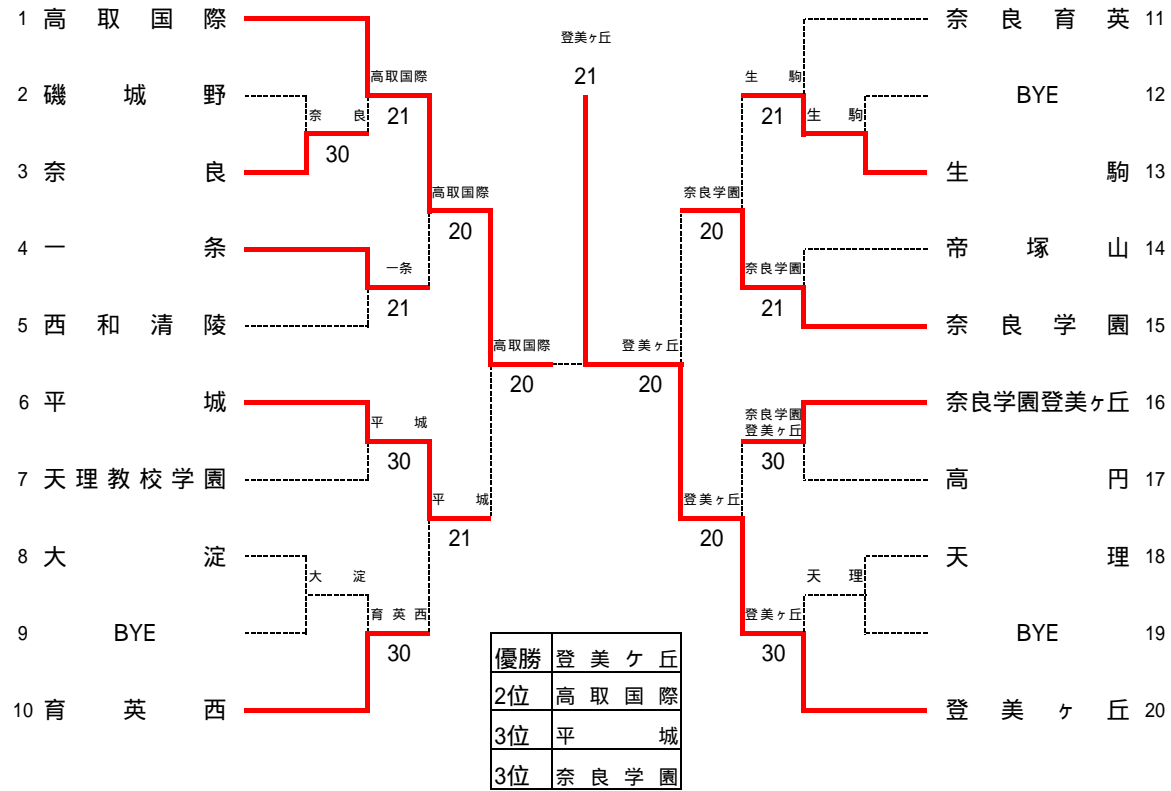 1 高取国際
2 磯城野
3 奈良
4 一条
5 西和清陵
6 平城
7 天理教校学園
8 大淀
9 BYE
10 育英西
高取国際
21
奈良
30
高取国際
20
一条
21
高取国際
20
平城
30
平城
21
大淀
育英西
30
登美ヶ丘
21
登美ヶ丘
20
生駒
21
生駒
奈良学園
20
奈良学園
21
奈良学園
登美ヶ丘
30
登美ヶ丘
20
天理
登美ヶ丘
30
奈良育英 11
BYE 12
生駒 13
帝塚山 14
奈良学園 15
奈良学園登美ヶ丘 16
高円 17
天理 18
BYE 19
登美ヶ丘 20
優勝 登美ケ丘
2位 高取国際
3位 平城
3位 奈良学園